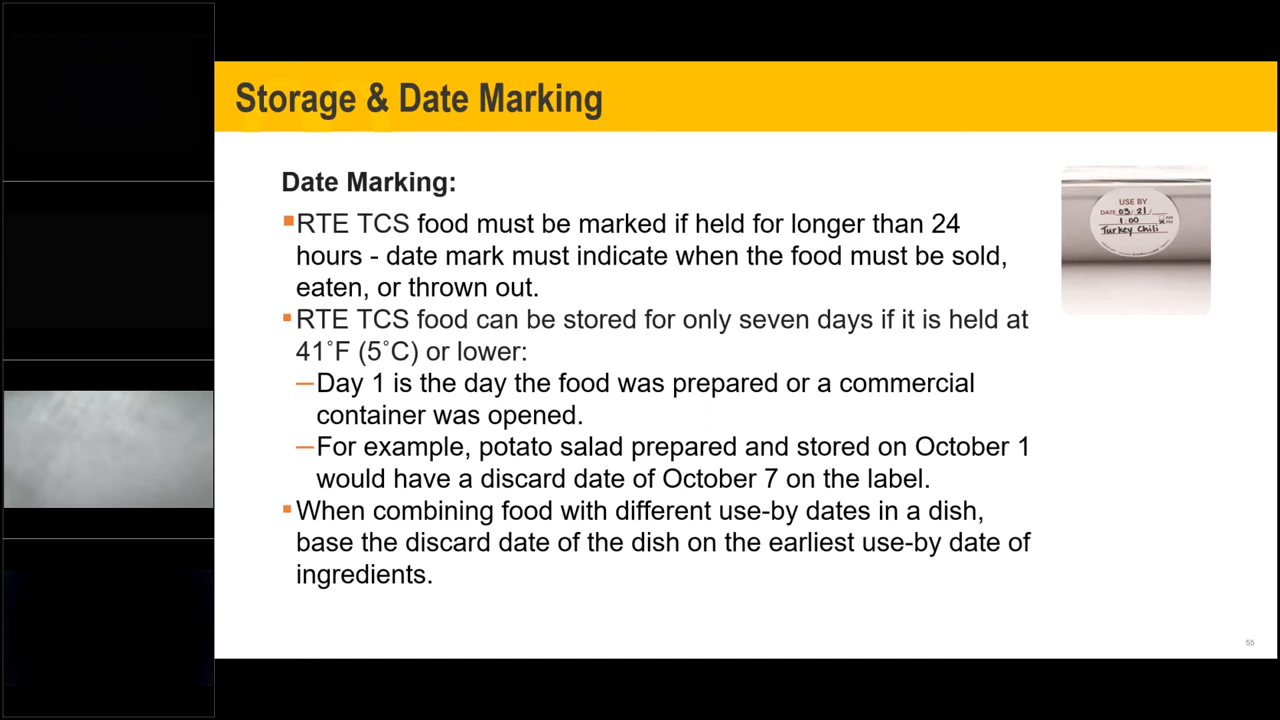 Storage & Date Marking
Date Marking:
RTE TCS food must be marked if held for longer than 24
hours - date mark must indicate when the food must be sold,
eaten, or thrown out.
RTE TCS food can be stored for only seven days if it is held at
41˚F (5˚C) or lower:
–Day 1 is the day the food was prepared or a commercial
container was opened.
–For example, potato salad prepared and stored on October 1
would have a discard date of October 7 on the label.
When combining food with different use-by dates in a dish,
base the discard date of the dish on the earliest use-by date of
ingredients.
USE BY
DATE 03/21/
1:00
Turkey Chili
55